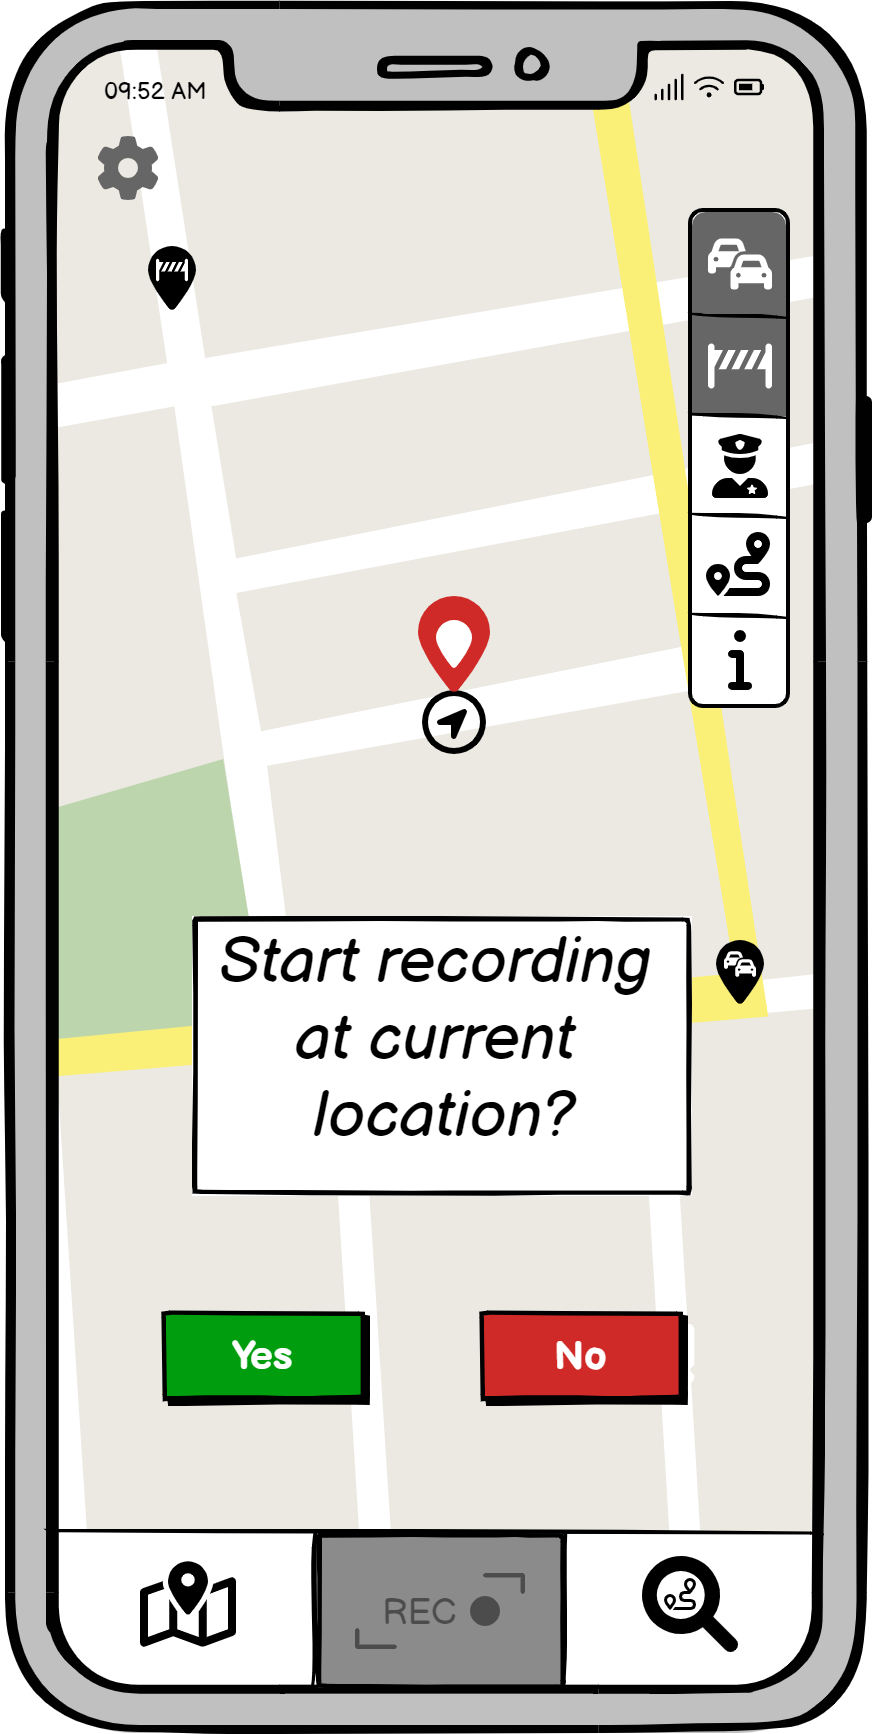 09:52 AM
Start recording
at current
location?
Yes
No
REC